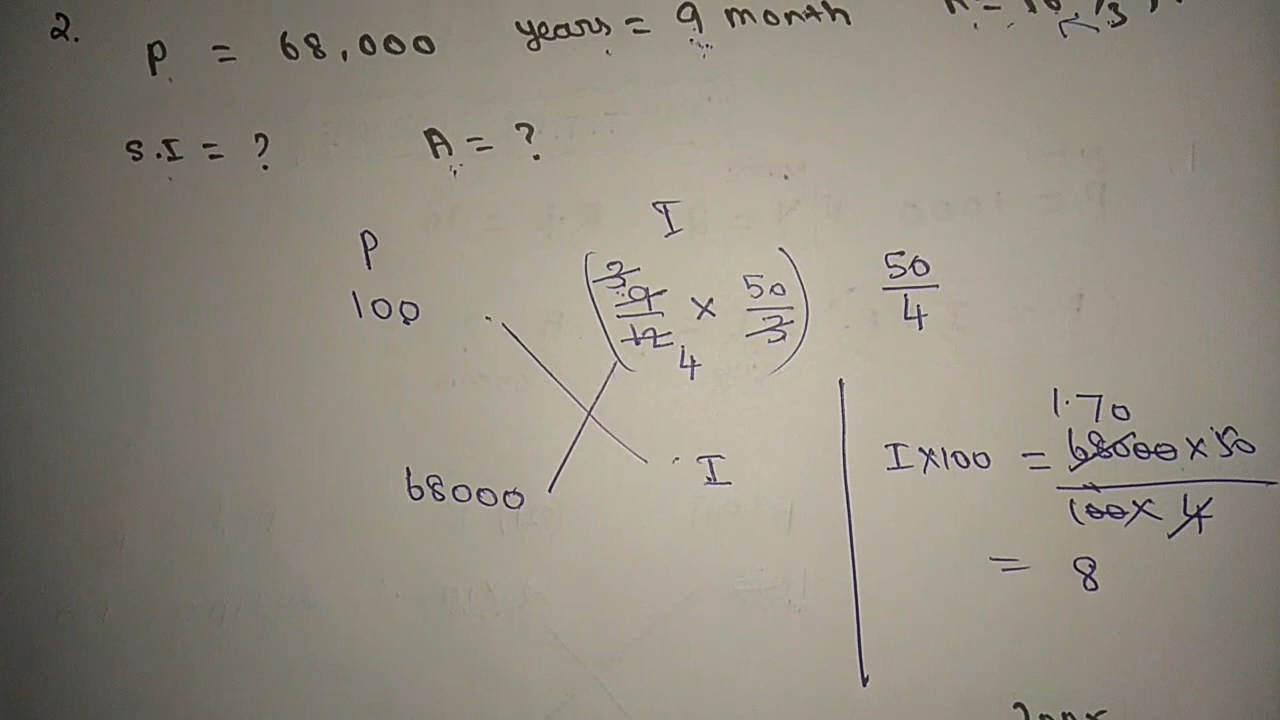 2. P = 68,000 years = 9 month
S.I = ? A = ?
P I
100 (3 9/12 4 × 50/3) 50/4
68000 I
1.70
I×100 = 68000×50 / 100×4
= 8